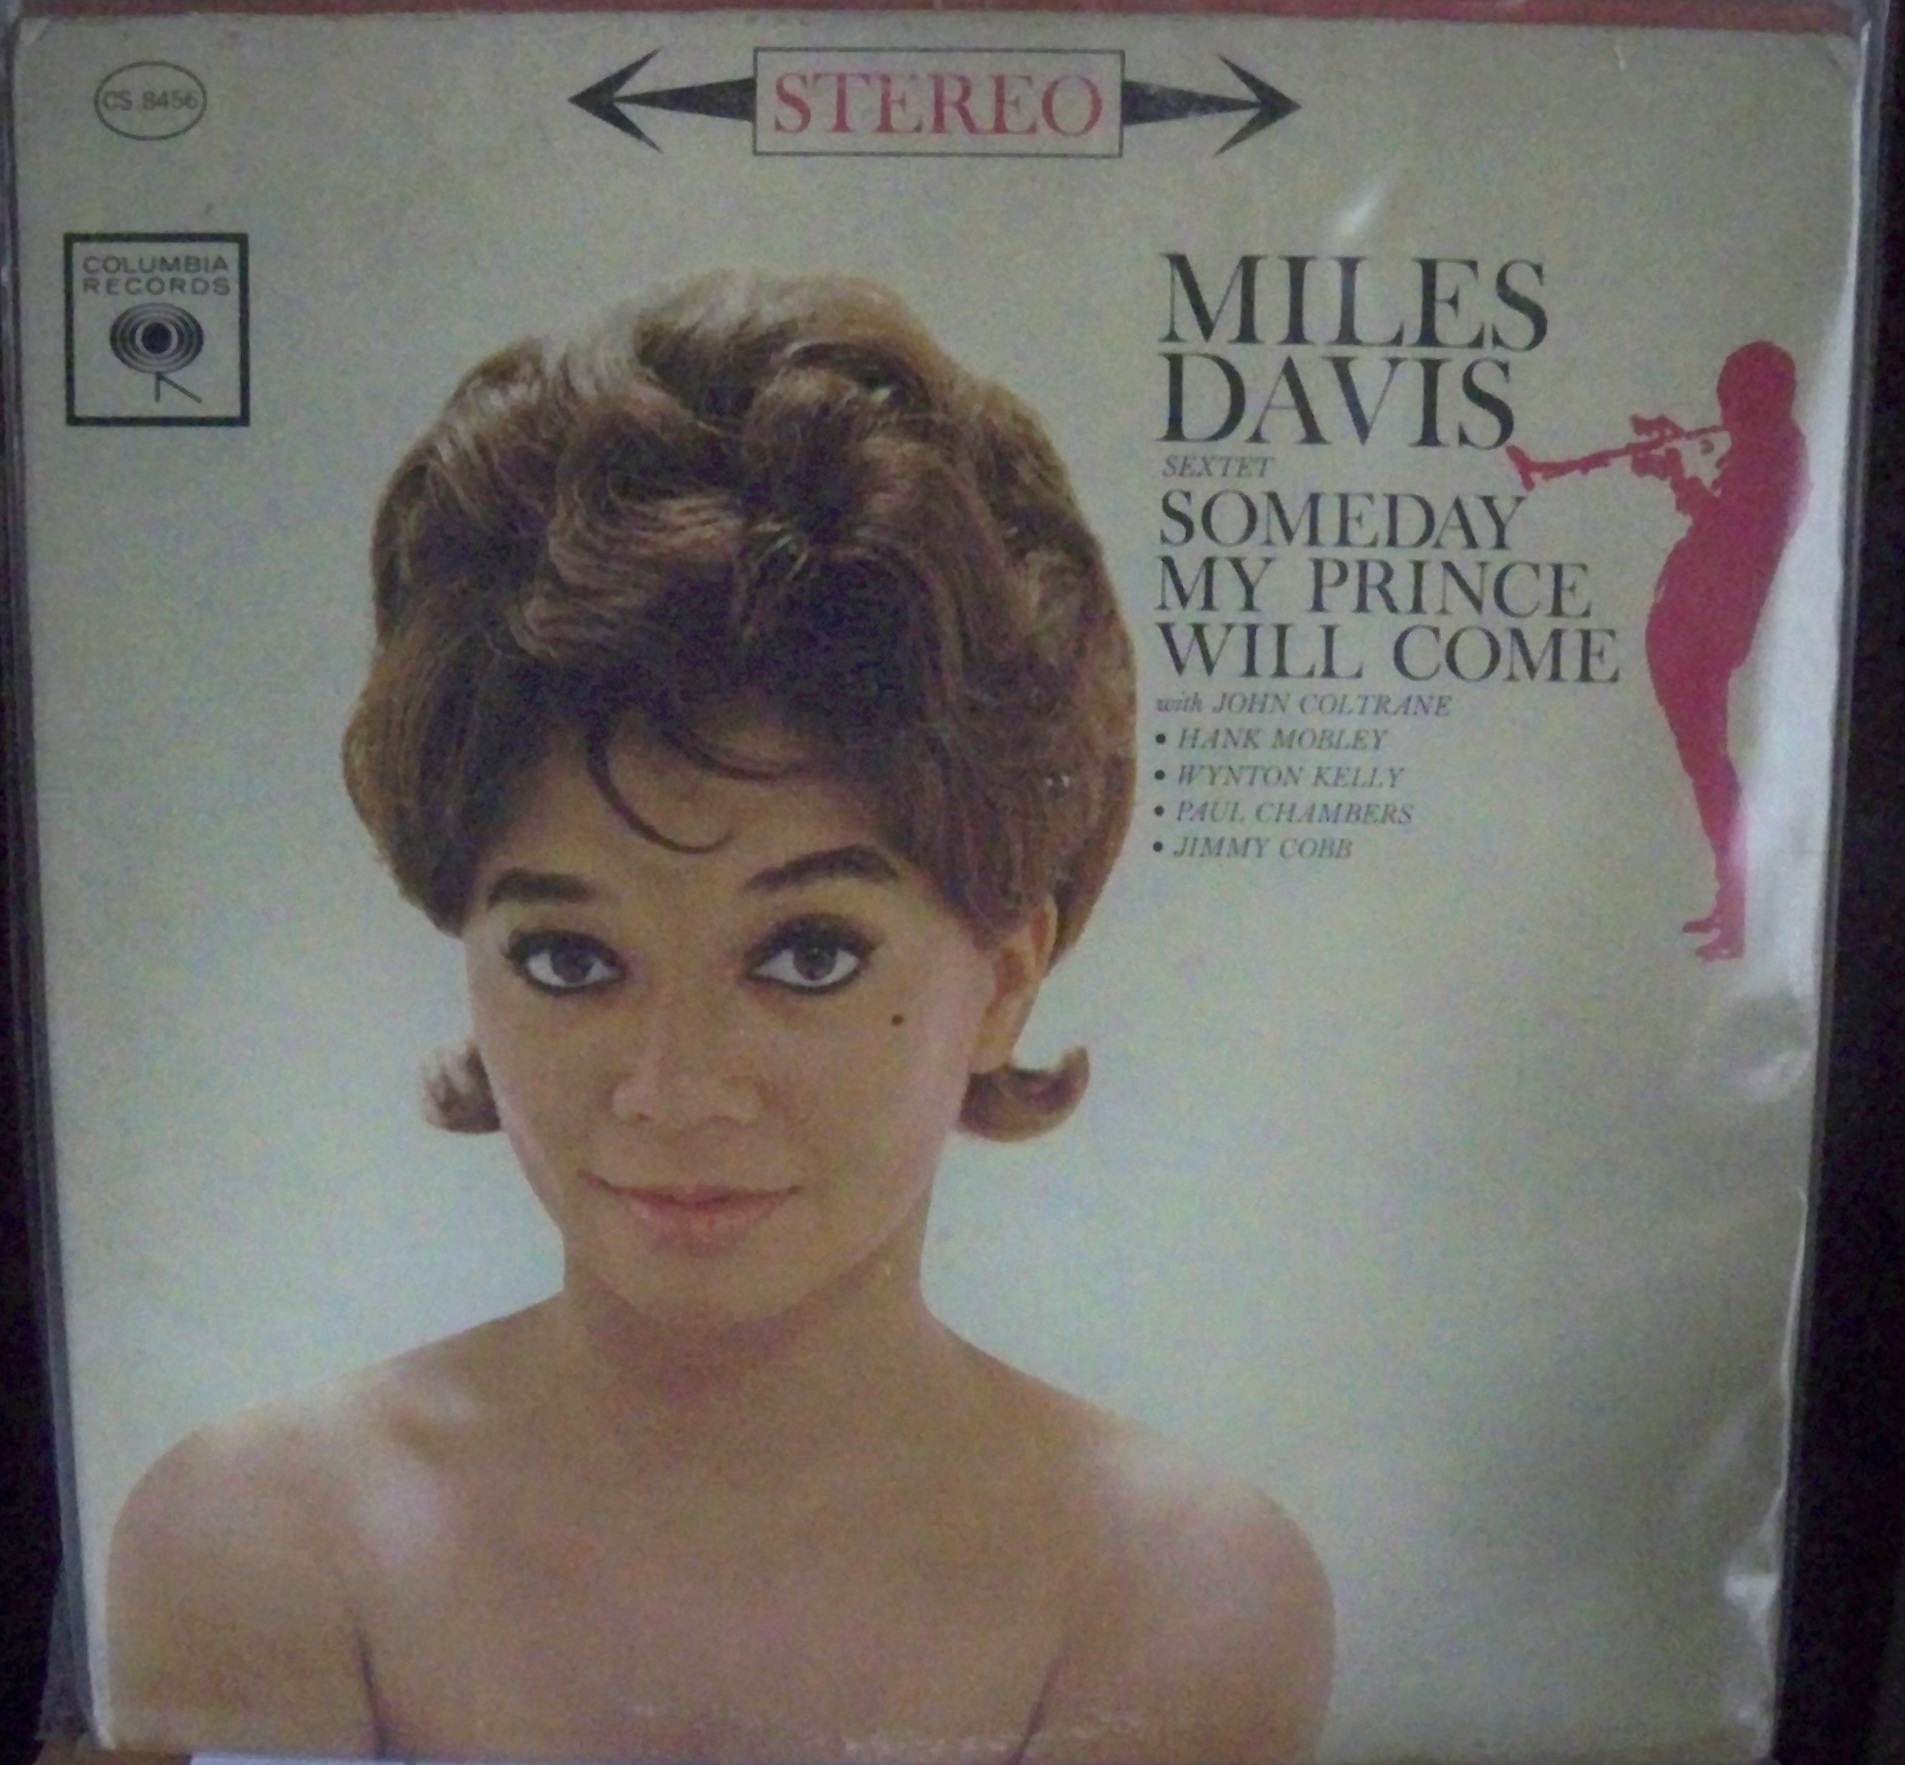 CS 8456
STEREO
COLUMBIA
RECORDS
MILES
DAVIS
SEXTET
SOMEDAY
MY PRINCE
WILL COME
with JOHN COLTRANE
• HANK MOBLEY
• WYNTON KELLY
• PAUL CHAMBERS
• JIMMY COBB